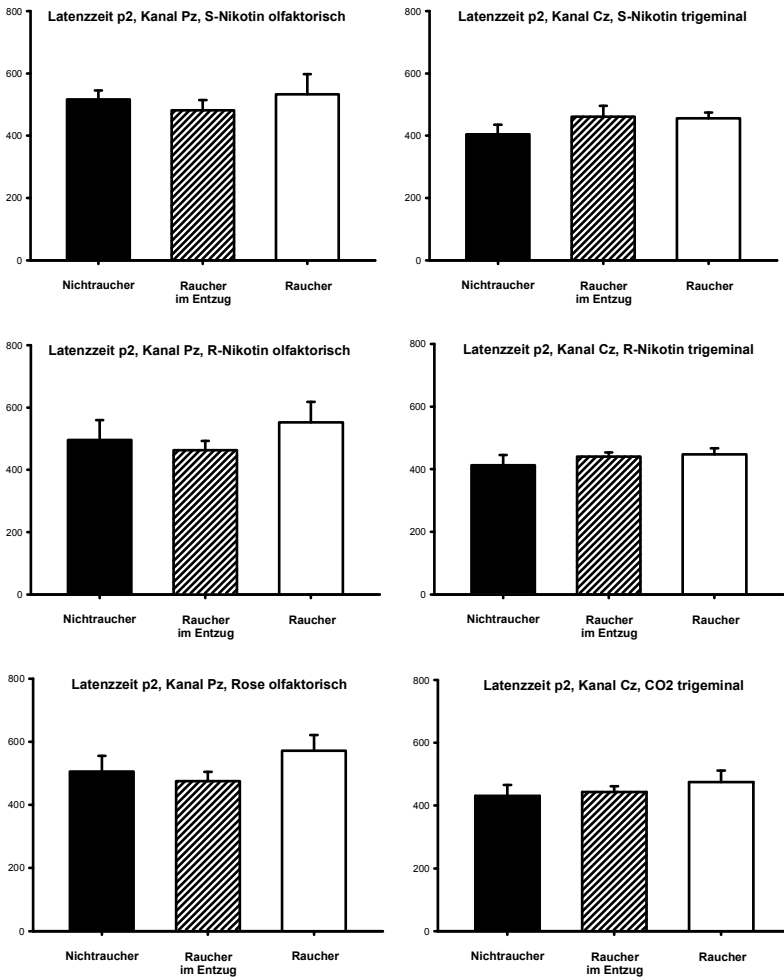 Latenzzeit p2, Kanal Pz, S-Nikotin olfaktorisch
800
600
400
200
0
Nichtraucher
Raucher
im Entzug
Raucher
Latenzzeit p2, Kanal Cz, S-Nikotin trigeminal
800
600
400
200
0
Nichtraucher
Raucher
im Entzug
Raucher
Latenzzeit p2, Kanal Pz, R-Nikotin olfaktorisch
800
600
400
200
0
Nichtraucher
Raucher
im Entzug
Raucher
Latenzzeit p2, Kanal Cz, R-Nikotin trigeminal
800
600
400
200
0
Nichtraucher
Raucher
im Entzug
Raucher
Latenzzeit p2, Kanal Pz, Rose olfaktorisch
800
600
400
200
0
Nichtraucher
Raucher
im Entzug
Raucher
Latenzzeit p2, Kanal Cz, CO2 trigeminal
800
600
400
200
0
Nichtraucher
Raucher
im Entzug
Raucher